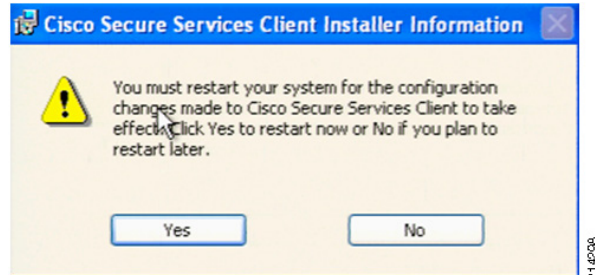 Cisco Secure Services Client Installer Information
You must restart your system for the configuration
changes made to Cisco Secure Services Client to take
effect. Click Yes to restart now or No if you plan to
restart later.
Yes
No